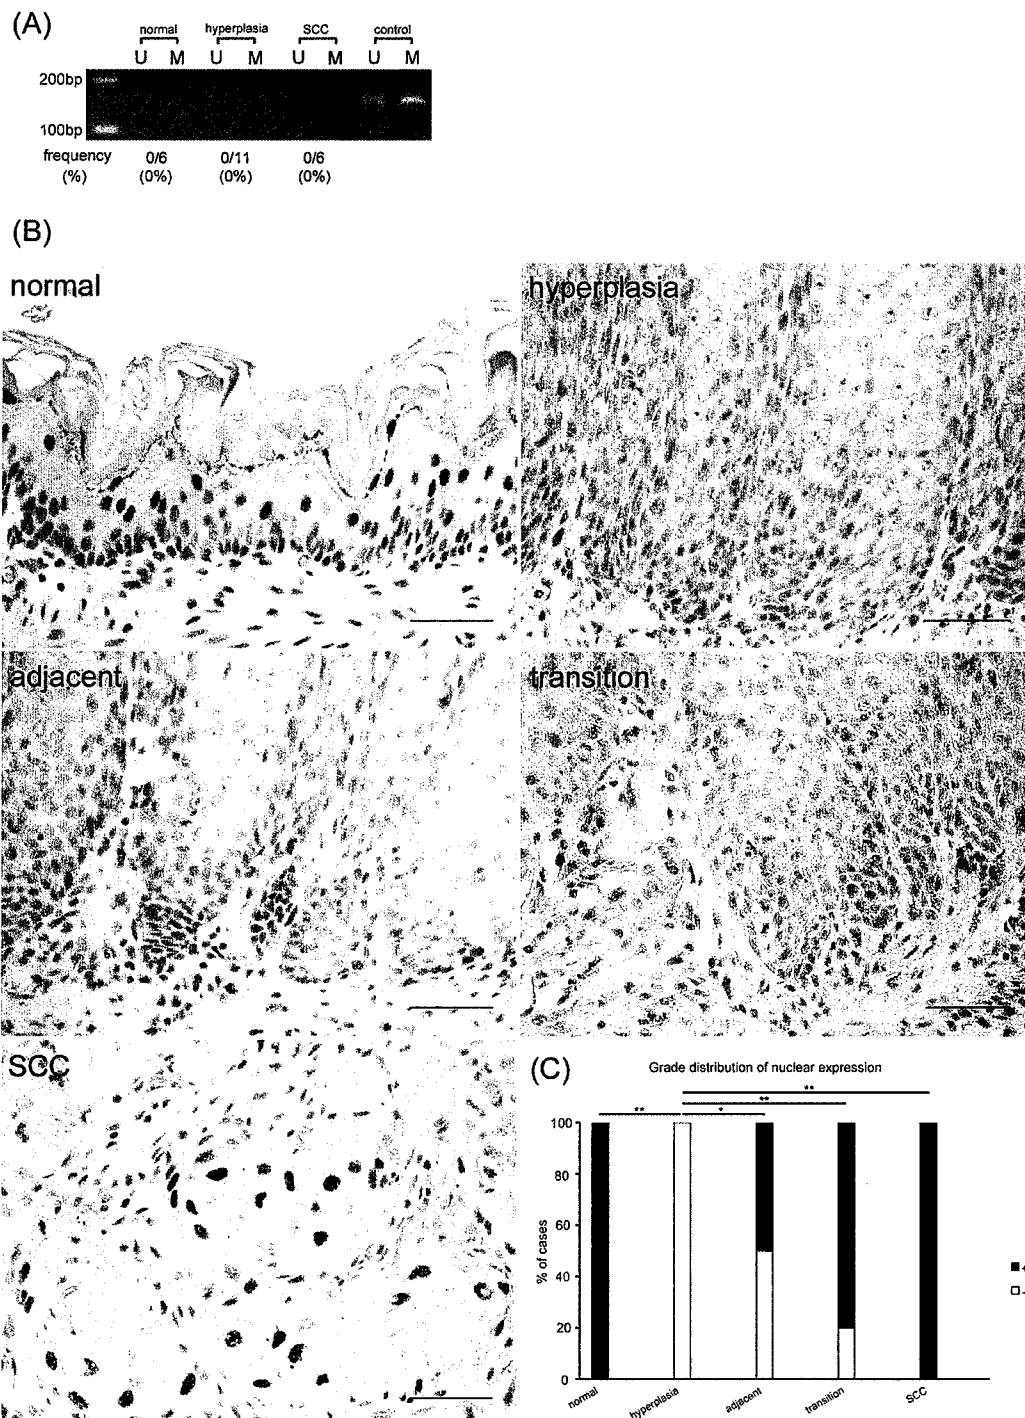 (A)
normal hyperplasia SCC control
U M U M U M U M
200bp
100bp
frequency 0/6 0/11 0/6
(%) (0%) (0%) (0%)
(B)
normal
hyperplasia
adjacent
transition
SCC
(C)
Grade distribution of nuclear expression
**
**
** *
100
80
60
40
20
0
% of cases
+
-
normal hyperplasia adjacent transition SCC